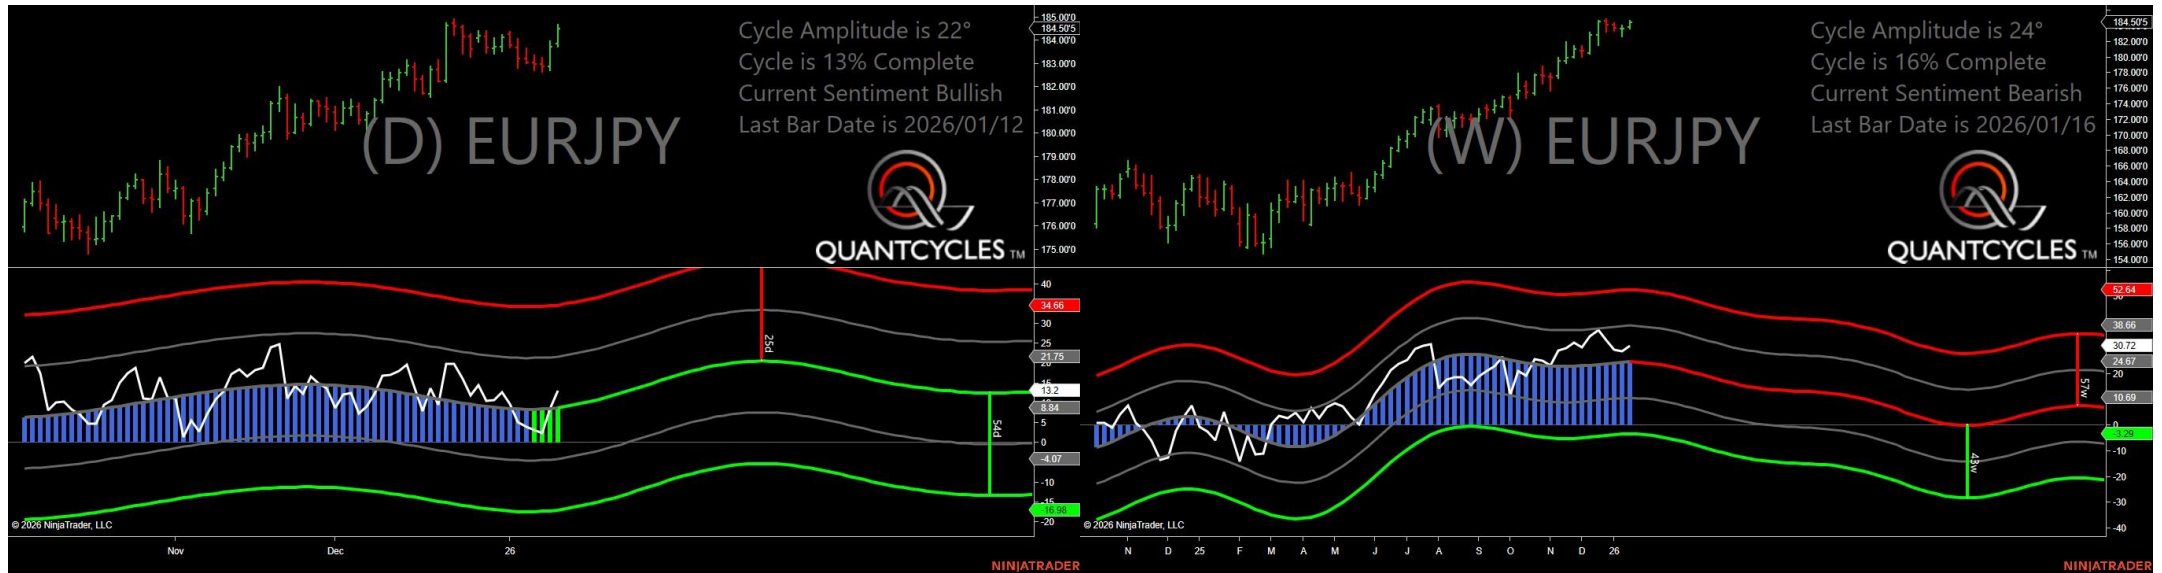 Cycle Amplitude is 22°
Cycle is 13% Complete
Current Sentiment Bullish
Last Bar Date is 2026/01/12
(D) EURJPY
QUANTCYCLES TM
185.00'0
184.50'5
184.00'0
183.00'0
182.00'0
181.00'0
180.00'0
179.00'0
178.00'0
177.00'0
176.00'0
175.00'0
40
34.66
30
25
21.75
20
13.2
8.84
5
0
-4.07
-10
-15
-16.98
-20
25d
54d
© 2026 NinjaTrader, LLC
Nov Dec 26
NINJATRADER
Cycle Amplitude is 24°
Cycle is 16% Complete
Current Sentiment Bearish
Last Bar Date is 2026/01/16
(W) EURJPY
QUANTCYCLES TM
184.50'5
182.00'0
180.00'0
178.00'0
176.00'0
174.00'0
172.00'0
170.00'0
168.00'0
166.00'0
164.00'0
162.00'0
160.00'0
158.00'0
156.00'0
154.00'0
52.64
38.66
30.72
24.67
20
10.69
0
-3.29
-10
-20
-30
-40
57w
43w
© 2026 NinjaTrader, LLC
N D 25 F M A M J J A S O N D 26
NINJATRADER